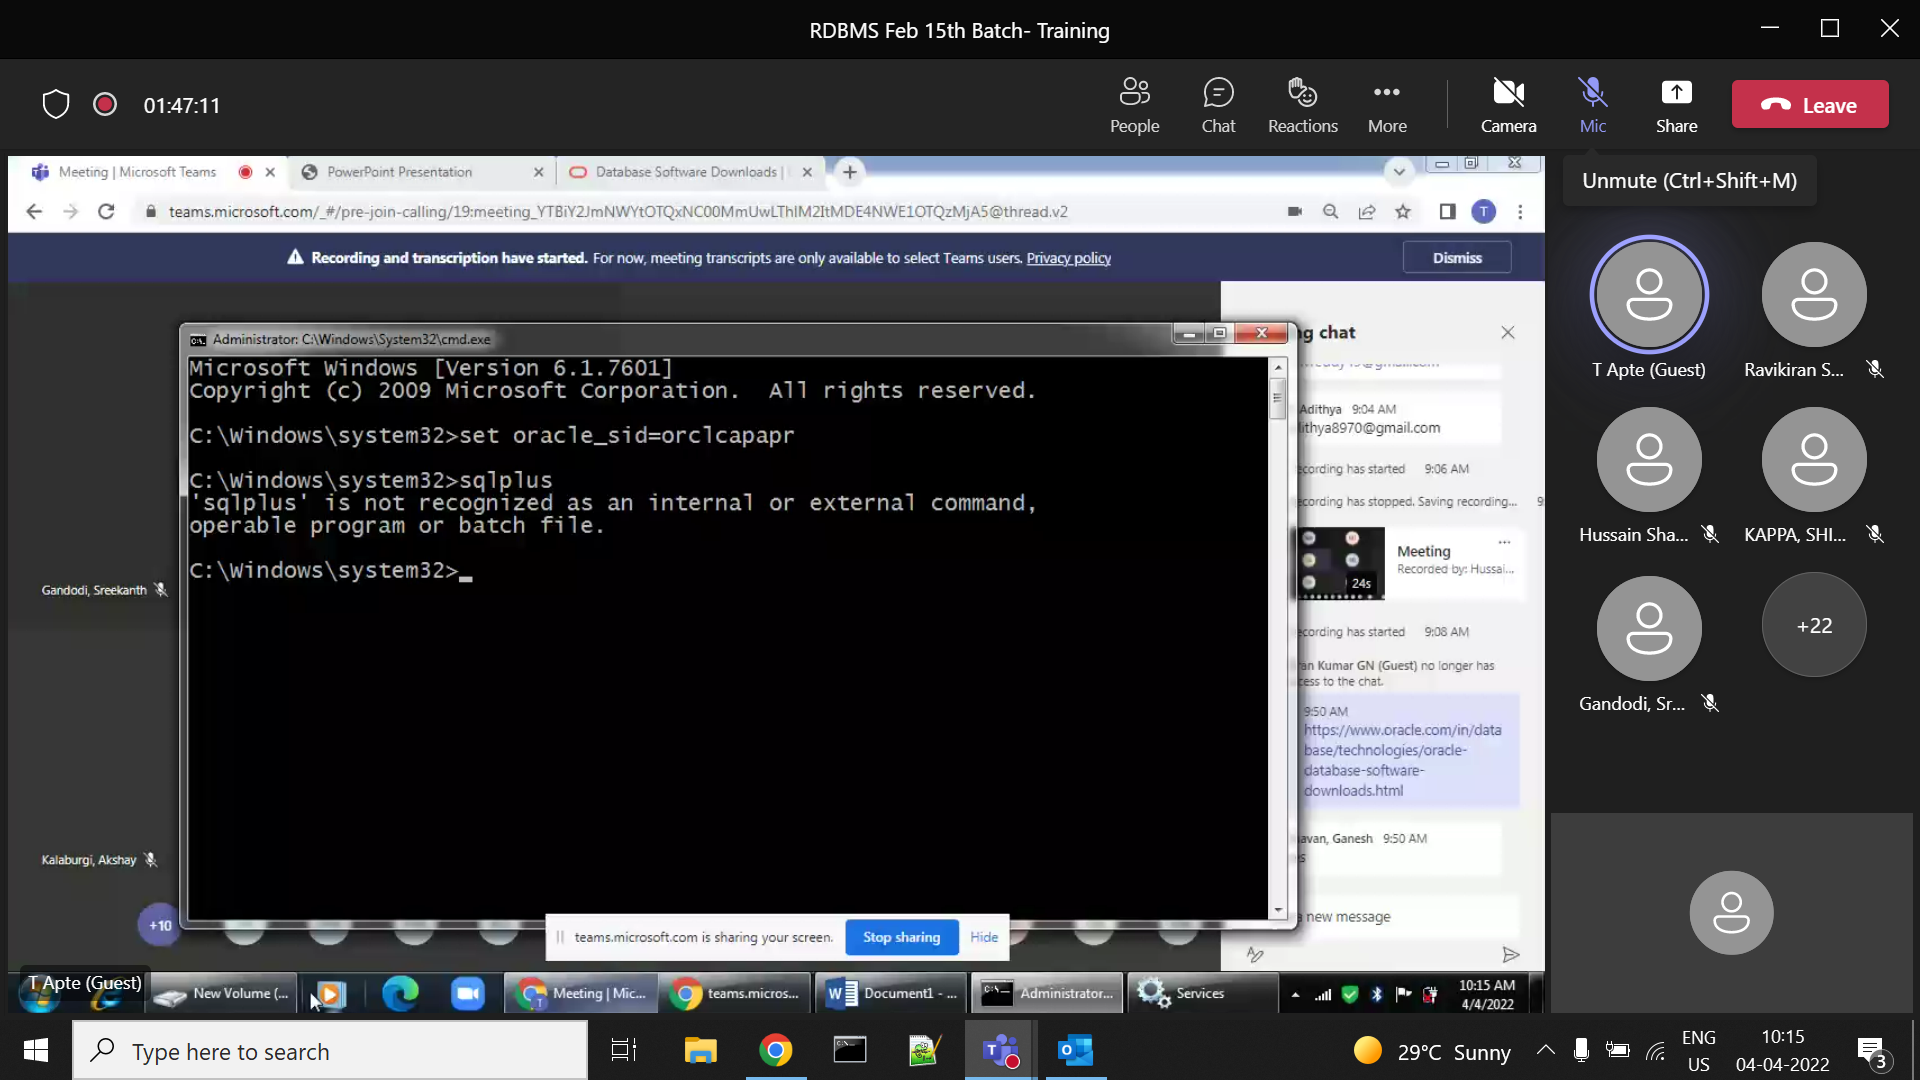 RDBMS Feb 15th Batch- Training
01:47:11
People
Chat
Reactions
More
Camera
Mic
Share
Leave
Unmute (Ctrl+Shift+M)
Meeting | Microsoft Teams
PowerPoint Presentation
Database Software Downloads |
teams.microsoft.com/_#/pre-join-calling/19:meeting_YTBiY2JmNWYtOTQxNC00MmUwLThlM2ItMDE4NWE1OTQzMjA5@thread.v2
T
Recording and transcription have started. For now, meeting transcripts are only available to select Teams users. Privacy policy
Dismiss
Administrator: C:\Windows\System32\cmd.exe
Microsoft Windows [Version 6.1.7601]
Copyright (c) 2009 Microsoft Corporation.  All rights reserved.
C:\Windows\system32>set oracle_sid=orclcapapr
C:\Windows\system32>sqlplus
'sqlplus' is not recognized as an internal or external command,
operable program or batch file.
C:\Windows\system32>_
Gandodi, Sreekanth
Kalaburgi, Akshay
+10
ng chat
Adithya 9:04 AM
ithya8970@gmail.com
ecording has started 9:06 AM
ecording has stopped. Saving recording...
Meeting
Recorded by: Hussai...
24s
ecording has started 9:08 AM
an Kumar GN (Guest) no longer has
cess to the chat.
9:50 AM
https://www.oracle.com/in/data
base/technologies/oracle-
database-software-
downloads.html
avan, Ganesh 9:50 AM
a new message
teams.microsoft.com is sharing your screen.
Stop sharing
Hide
T Apte (Guest)
New Volume (...
Meeting | Mic...
teams.micros...
Document1 - ...
Administrator...
Services
10:15 AM
4/4/2022
T Apte (Guest)
Ravikiran S...
Hussain Sha...
KAPPA, SHI...
Gandodi, Sr...
+22
Type here to search
29°C Sunny
ENG
US
10:15
04-04-2022
3